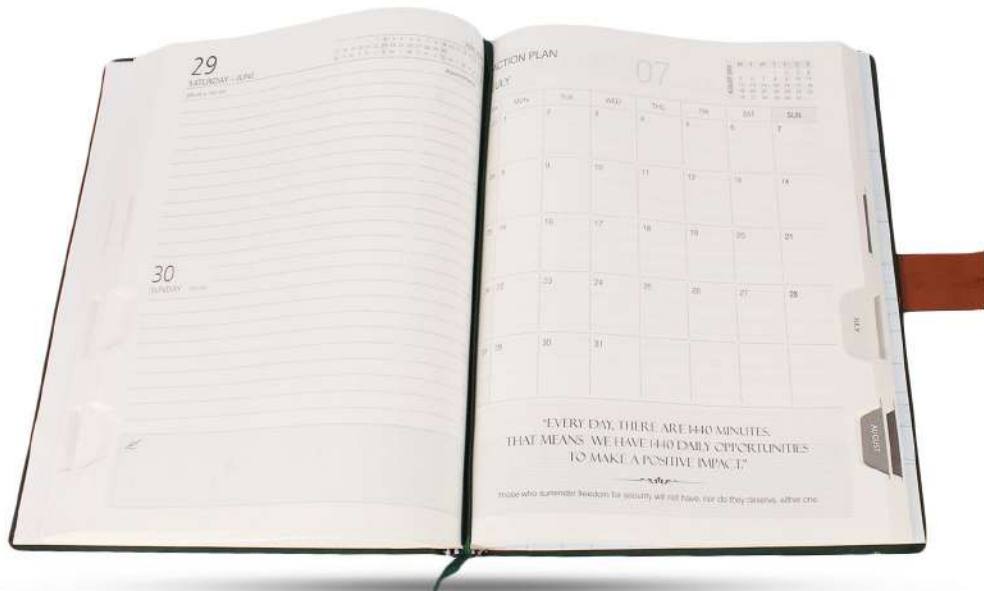 29
SATURDAY - JUNE
30
SUNDAY
ACTION PLAN
JULY
07
AUGUST
M T W T F S S
MON TUE WED THU FRI SAT SUN
1 2 3 4 5 6 7
8 9 10 11 12 13 14
15 16 17 18 19 20 21
22 23 24 25 26 27 28
29 30 31
JULY
AUGUST
"EVERY DAY, THERE ARE 1440 MINUTES.
THAT MEANS WE HAVE 1440 DAILY OPPORTUNITIES
TO MAKE A POSITIVE IMPACT."
Those who surrender freedom for security will not have, nor do they deserve, either one.